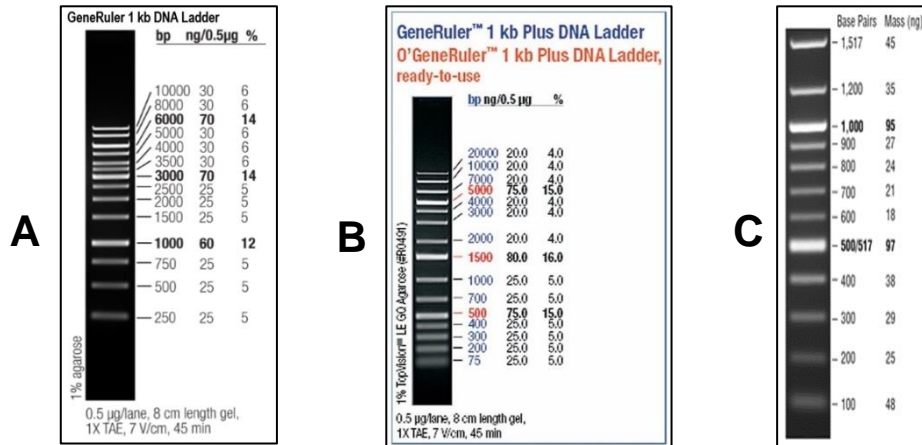 A
GeneRuler 1 kb DNA Ladder
bp ng/0.5µg %
10000 30 6
8000 30 6
6000 70 14
5000 30 6
4000 30 6
3500 30 6
3000 70 14
2500 25 5
2000 25 5
1500 25 5
1000 60 12
750 25 5
500 25 5
250 25 5
1% agarose
0.5 µg/lane, 8 cm length gel,
1X TAE, 7 V/cm, 45 min
B
GeneRuler™ 1 kb Plus DNA Ladder
O'GeneRuler™ 1 kb Plus DNA Ladder,
ready-to-use
bp ng/0.5 µg %
20000 20.0 4.0
10000 20.0 4.0
7000 20.0 4.0
5000 75.0 15.0
4000 20.0 4.0
3000 20.0 4.0
2000 20.0 4.0
1500 80.0 16.0
1000 25.0 5.0
700 25.0 5.0
500 75.0 15.0
400 25.0 5.0
300 25.0 5.0
200 25.0 5.0
75 25.0 5.0
1% TopVision™ LE GQ Agarose (#R0491)
0.5 µg/lane, 8 cm length gel,
1X TAE, 7 V/cm, 45 min
C
Base Pairs Mass (ng)
1,517 45
1,200 35
1,000 95
900 27
800 24
700 21
600 18
500/517 97
400 38
300 29
200 25
100 48